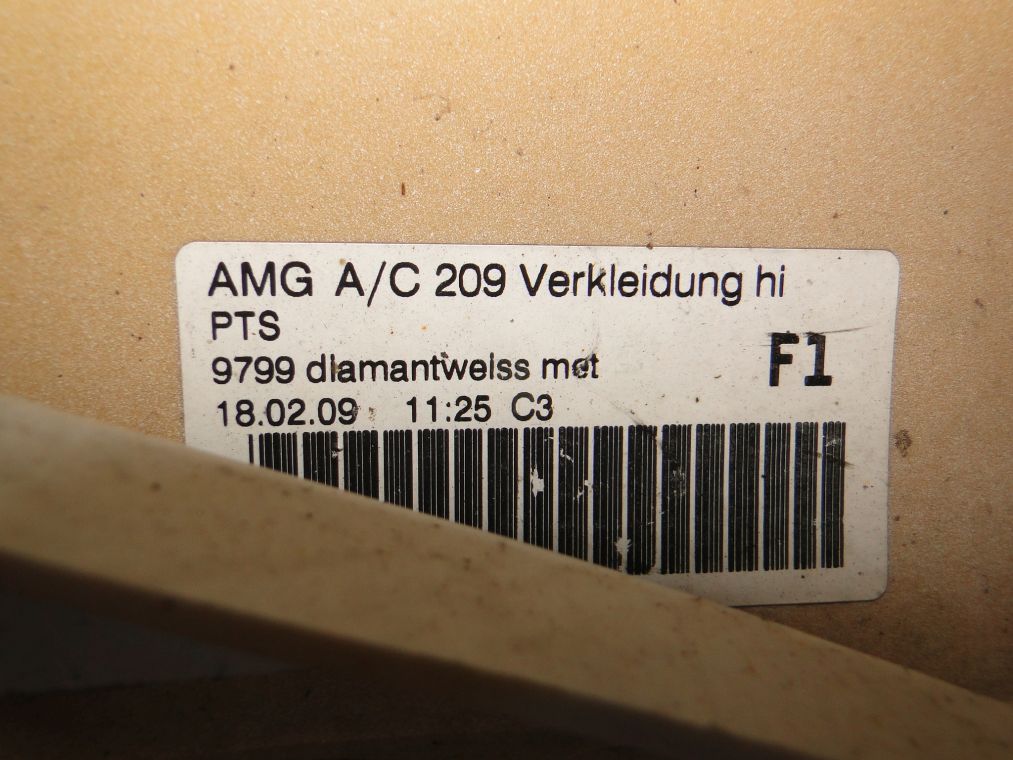 AMG A/C 209 Verkleidung hi
PTS
9799 diamantweiss met
F1
18.02.09 11:25 C3